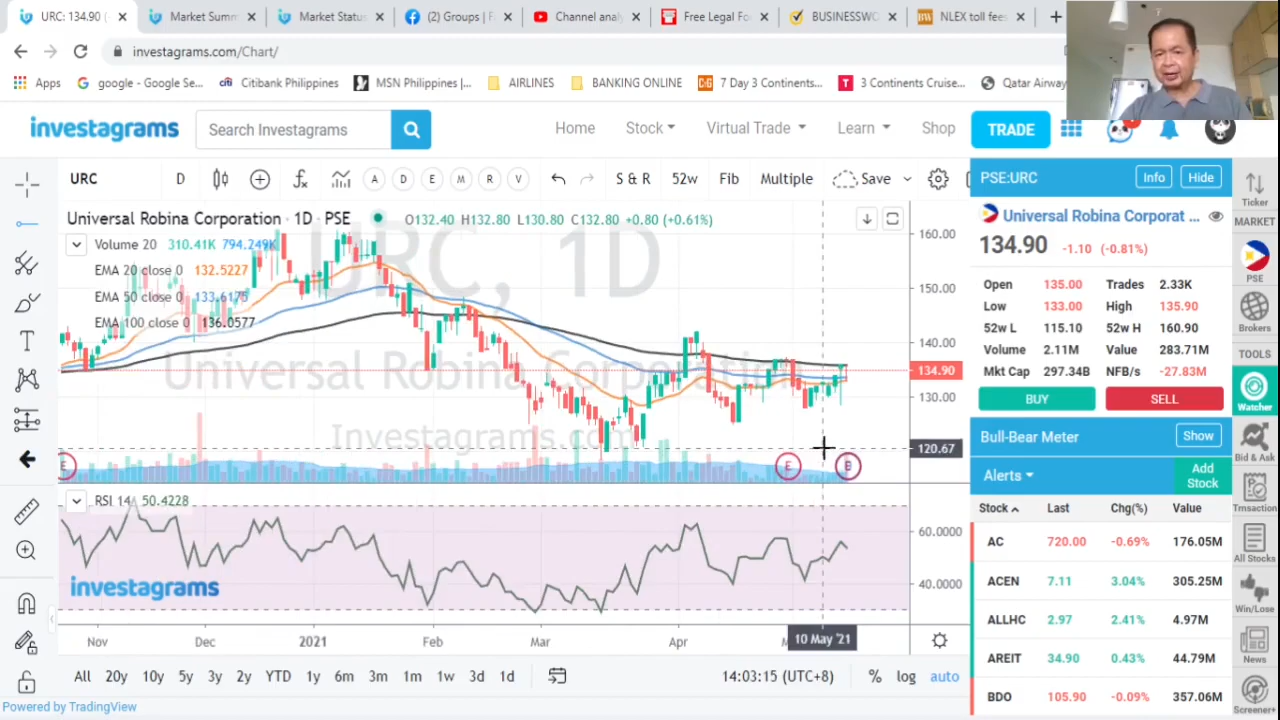 URC: 134.90 (
Market Summ
Market Status
(2) Groups | F
Channel anal
Free Legal Fo
BUSINESSWO
NLEX toll fees
investagrams.com/Chart/
Apps
google - Google Se...
Citibank Philippines
MSN Philippines |...
AIRLINES
BANKING ONLINE
7 Day 3 Continents...
3 Continents Cruise...
Qatar Airway
investagrams
Search Investagrams
Home
Stock
Virtual Trade
Learn
Shop
TRADE
URC
D
A
D
E
M
R
V
S & R
52w
Fib
Multiple
Save
Universal Robina Corporation · 1D · PSE
O132.40 H132.80 L130.80 C132.80 +0.80 (+0.61%)
Volume 20 310.41K 794.249K
EMA 20 close 0 132.5227
EMA 50 close 0 133.6175
EMA 100 close 0 136.0577
URC, 1D
Universal Robina Corporation
Investagrams.com
160.00
150.00
140.00
134.90
130.00
120.67
E
E
RSI 14 50.4228
60.0000
40.0000
investagrams
Nov
Dec
2021
Feb
Mar
Apr
10 May '21
All
20y
10y
5y
YTD
3y
2y
1y
6m
3m
1m
1w
3d
1d
14:03:15 (UTC+8)
%
log
auto
Powered by TradingView
PSE:URC
Info
Hide
Universal Robina Corporat ...
134.90 -1.10 (-0.81%)
Open 135.00 Trades 2.33K
Low 133.00 High 135.90
52w L 115.10 52w H 160.90
Volume 2.11M Value 283.71M
Mkt Cap 297.34B NFB/s -27.83M
BUY
SELL
Bull-Bear Meter
Show
Alerts
Add Stock
Stock Last Chg(%) Value
AC 720.00 -0.69% 176.05M
ACEN 7.11 3.04% 305.25M
ALLHC 2.97 2.41% 4.97M
AREIT 34.90 0.43% 44.79M
BDO 105.90 -0.09% 357.06M
Ticker
MARKET
PSE
Brokers
TOOLS
Watcher
Bid & Ask
Trnsaction
All Stocks
Win/Lose
News
Screener+